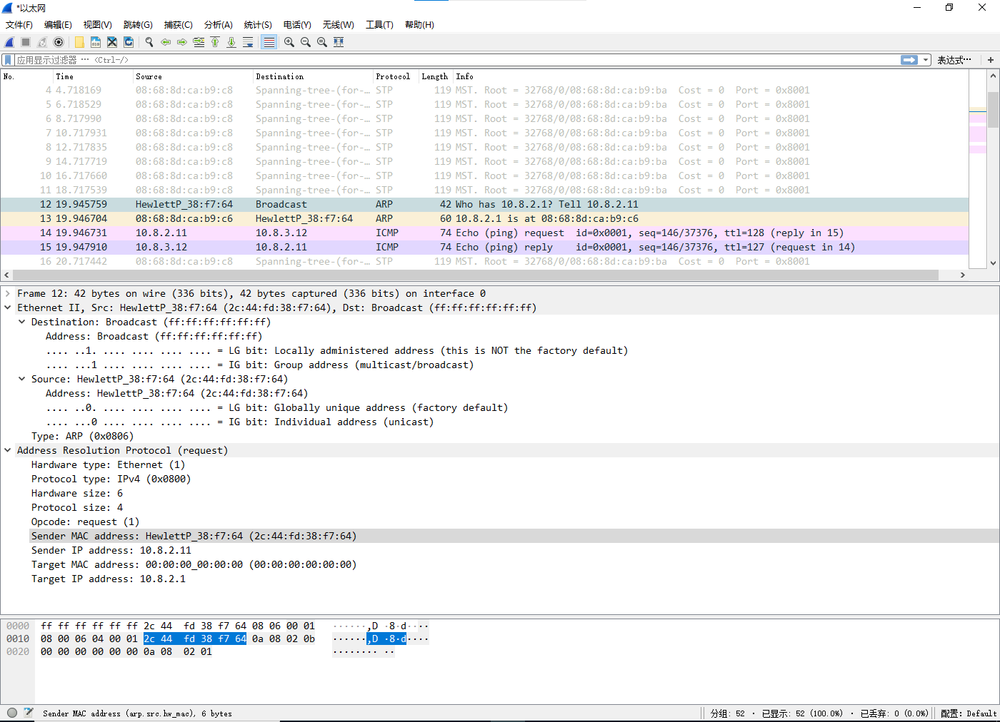 *以太网
文件(F) 编辑(E) 视图(V) 跳转(G) 捕获(C) 分析(A) 统计(S) 电话(Y) 无线(W) 工具(T) 帮助(H)
应用显示过滤器 … <Ctrl-/> 表达式… +
No. Time Source Destination Protocol Length Info
4 4.718169 08:68:8d:ca:b9:c8 Spanning-tree-(for-… STP 119 MST. Root = 32768/0/08:68:8d:ca:b9:ba Cost = 0 Port = 0x8001
5 6.718529 08:68:8d:ca:b9:c8 Spanning-tree-(for-… STP 119 MST. Root = 32768/0/08:68:8d:ca:b9:ba Cost = 0 Port = 0x8001
6 8.717990 08:68:8d:ca:b9:c8 Spanning-tree-(for-… STP 119 MST. Root = 32768/0/08:68:8d:ca:b9:ba Cost = 0 Port = 0x8001
7 10.717931 08:68:8d:ca:b9:c8 Spanning-tree-(for-… STP 119 MST. Root = 32768/0/08:68:8d:ca:b9:ba Cost = 0 Port = 0x8001
8 12.717835 08:68:8d:ca:b9:c8 Spanning-tree-(for-… STP 119 MST. Root = 32768/0/08:68:8d:ca:b9:ba Cost = 0 Port = 0x8001
9 14.717719 08:68:8d:ca:b9:c8 Spanning-tree-(for-… STP 119 MST. Root = 32768/0/08:68:8d:ca:b9:ba Cost = 0 Port = 0x8001
10 16.717660 08:68:8d:ca:b9:c8 Spanning-tree-(for-… STP 119 MST. Root = 32768/0/08:68:8d:ca:b9:ba Cost = 0 Port = 0x8001
11 18.717539 08:68:8d:ca:b9:c8 Spanning-tree-(for-… STP 119 MST. Root = 32768/0/08:68:8d:ca:b9:ba Cost = 0 Port = 0x8001
12 19.945759 HewlettP_38:f7:64 Broadcast ARP 42 Who has 10.8.2.1? Tell 10.8.2.11
13 19.946704 08:68:8d:ca:b9:c6 HewlettP_38:f7:64 ARP 60 10.8.2.1 is at 08:68:8d:ca:b9:c6
14 19.946731 10.8.2.11 10.8.3.12 ICMP 74 Echo (ping) request id=0x0001, seq=146/37376, ttl=128 (reply in 15)
15 19.947910 10.8.3.12 10.8.2.11 ICMP 74 Echo (ping) reply id=0x0001, seq=146/37376, ttl=127 (request in 14)
16 20.717442 08:68:8d:ca:b9:c8 Spanning-tree-(for-… STP 119 MST. Root = 32768/0/08:68:8d:ca:b9:ba Cost = 0 Port = 0x8001
Frame 12: 42 bytes on wire (336 bits), 42 bytes captured (336 bits) on interface 0
Ethernet II, Src: HewlettP_38:f7:64 (2c:44:fd:38:f7:64), Dst: Broadcast (ff:ff:ff:ff:ff:ff)
Destination: Broadcast (ff:ff:ff:ff:ff:ff)
Address: Broadcast (ff:ff:ff:ff:ff:ff)
.... ..1. .... .... .... .... = LG bit: Locally administered address (this is NOT the factory default)
.... ...1 .... .... .... .... = IG bit: Group address (multicast/broadcast)
Source: HewlettP_38:f7:64 (2c:44:fd:38:f7:64)
Address: HewlettP_38:f7:64 (2c:44:fd:38:f7:64)
.... ..0. .... .... .... .... = LG bit: Globally unique address (factory default)
.... ...0 .... .... .... .... = IG bit: Individual address (unicast)
Type: ARP (0x0806)
Address Resolution Protocol (request)
Hardware type: Ethernet (1)
Protocol type: IPv4 (0x0800)
Hardware size: 6
Protocol size: 4
Opcode: request (1)
Sender MAC address: HewlettP_38:f7:64 (2c:44:fd:38:f7:64)
Sender IP address: 10.8.2.11
Target MAC address: 00:00:00_00:00:00 (00:00:00:00:00:00)
Target IP address: 10.8.2.1
0000 ff ff ff ff ff ff 2c 44 fd 38 f7 64 08 06 00 01 ······,D ·8·d····
0010 08 00 06 04 00 01 2c 44 fd 38 f7 64 0a 08 02 0b ······,D ·8·d····
0020 00 00 00 00 00 00 0a 08 02 01 ········ ··
Sender MAC address (arp.src.hw_mac), 6 bytes 分组: 52 · 已显示: 52 (100.0%) · 已丢弃: 0 (0.0%) 配置: Default